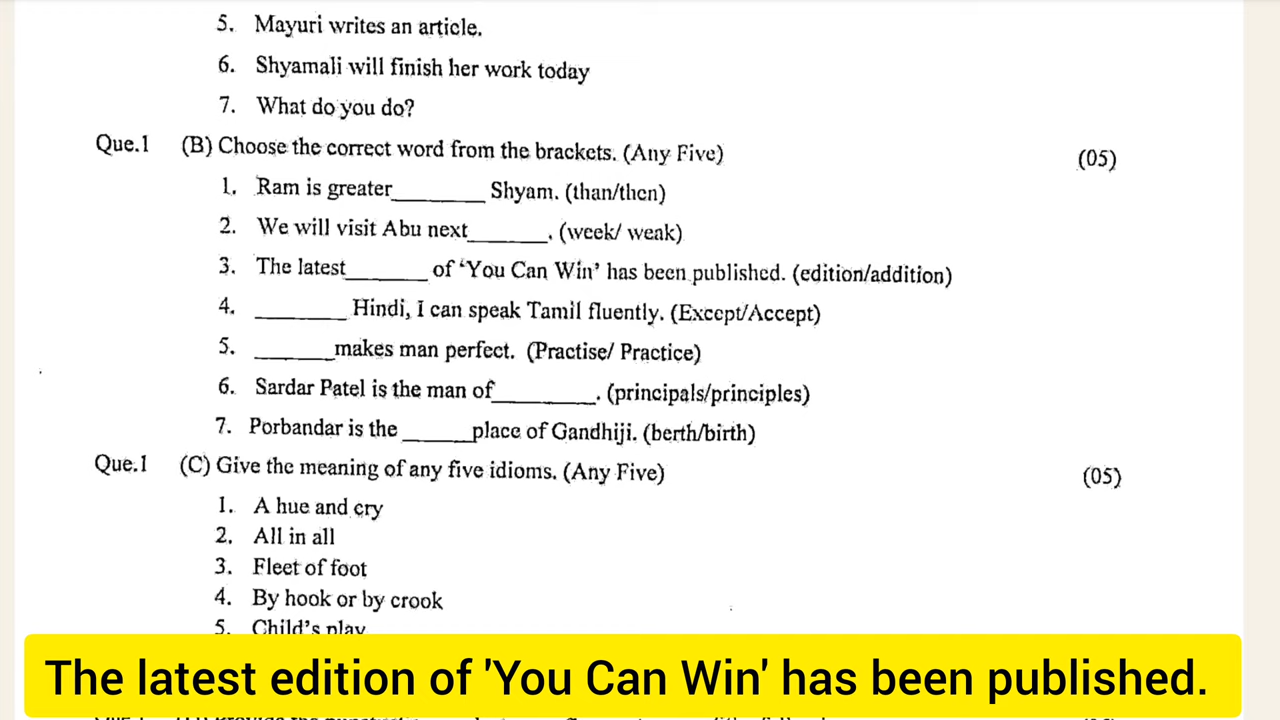 5. Mayuri writes an article.
6. Shyamali will finish her work today
7. What do you do?
Que.1 (B) Choose the correct word from the brackets. (Any Five) (05)
1. Ram is greater________ Shyam. (than/then)
2. We will visit Abu next_______. (week/ weak)
3. The latest_______ of ‘You Can Win’ has been published. (edition/addition)
4. ________ Hindi, I can speak Tamil fluently. (Except/Accept)
5. _______makes man perfect. (Practise/ Practice)
6. Sardar Patel is the man of_________. (principals/principles)
7. Porbandar is the ______place of Gandhiji. (berth/birth)
Que.1 (C) Give the meaning of any five idioms. (Any Five) (05)
1. A hue and cry
2. All in all
3. Fleet of foot
4. By hook or by crook
5. Child’s play
The latest edition of 'You Can Win' has been published.